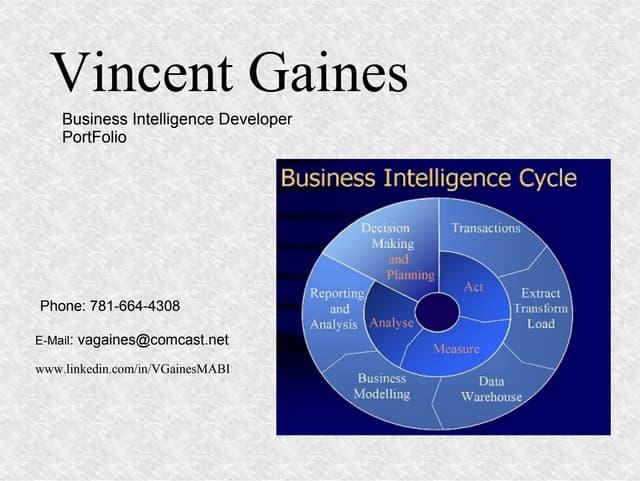 Vincent Gaines
Business Intelligence Developer
PortFolio
Business Intelligence Cycle
Decision
Making
and
Planning
Transactions
Extract
Transform
Load
Data
Warehouse
Business
Modelling
Reporting
and
Analysis
Act
Measure
Analyse
Phone: 781-664-4308
E-Mail: vagaines@comcast.net
www.linkedin.com/in/VGainesMABI